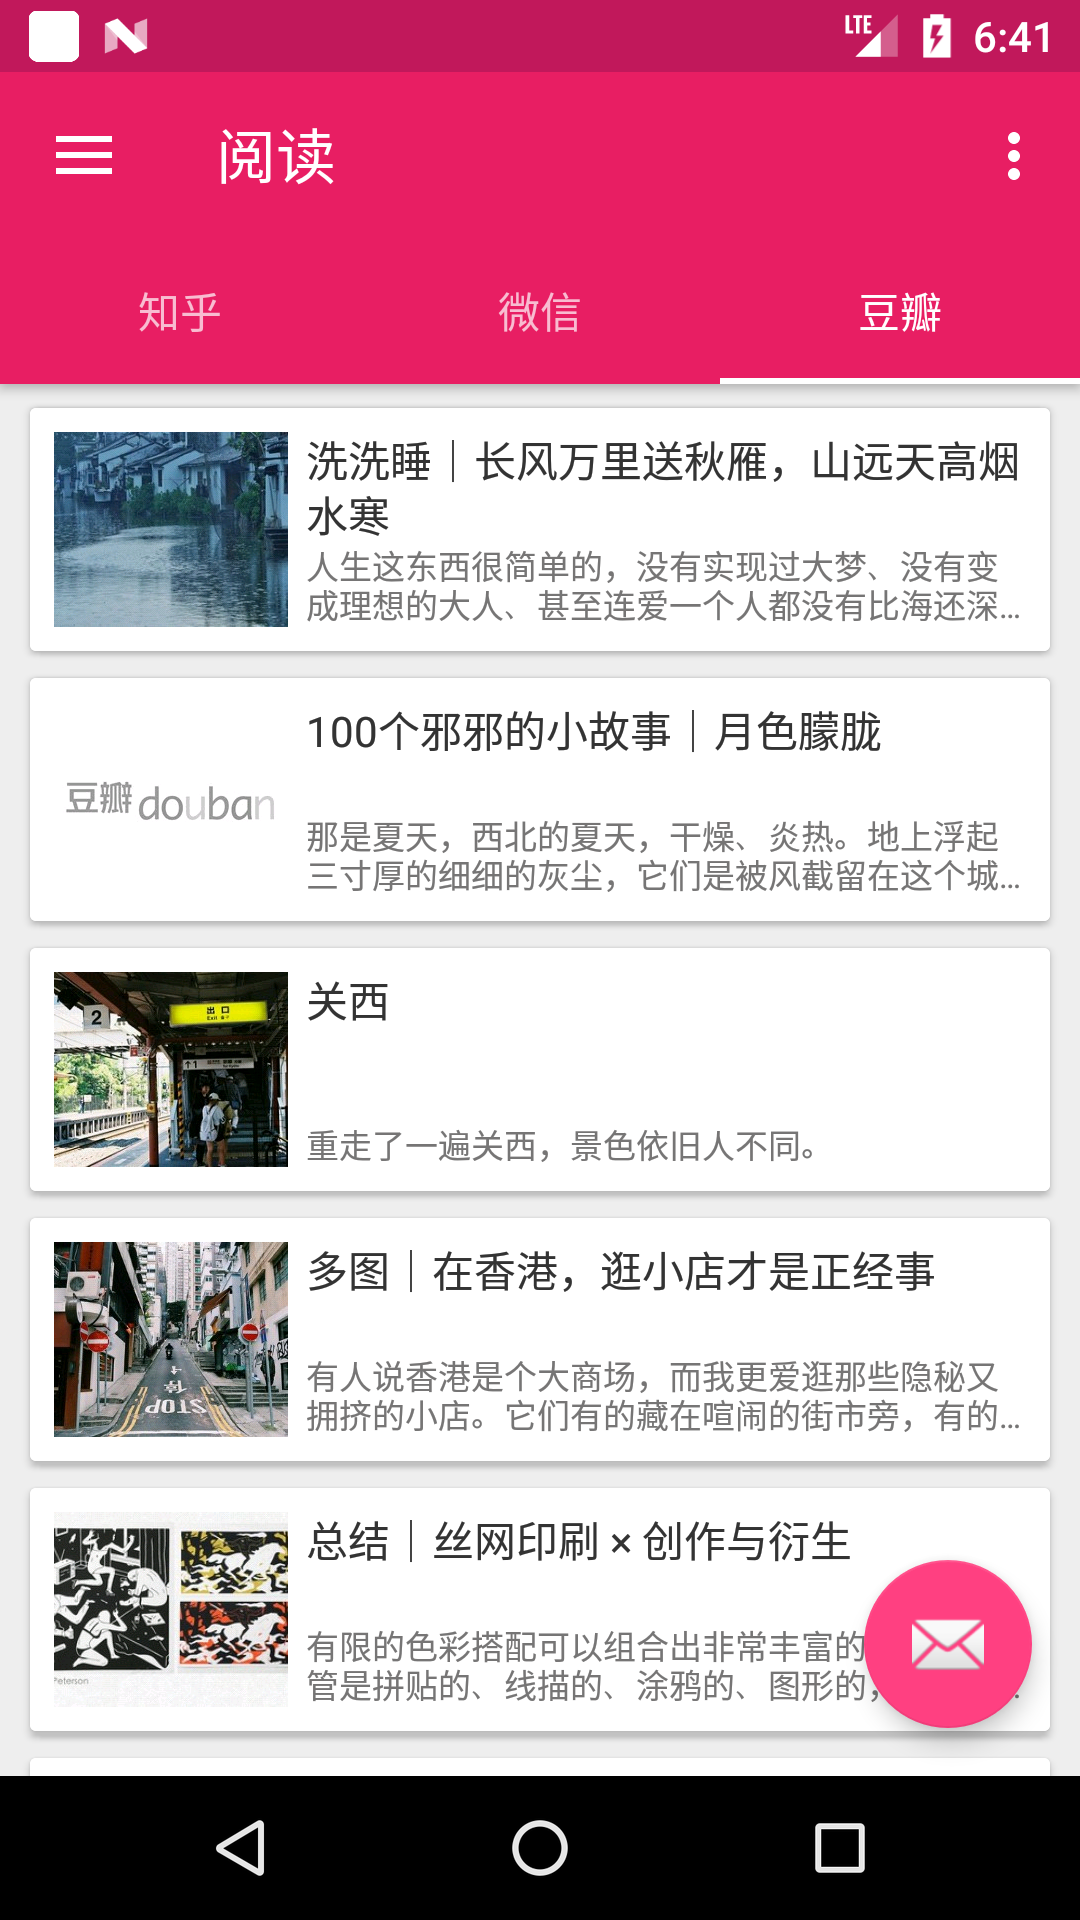 LTE 6:41
阅读
知乎 微信 豆瓣
洗洗睡｜长风万里送秋雁，山远天高烟
水寒
人生这东西很简单的，没有实现过大梦、没有变
成理想的大人、甚至连爱一个人都没有比海还深...
100个邪邪的小故事｜月色朦胧
豆瓣douban
那是夏天，西北的夏天，干燥、炎热。地上浮起
三寸厚的细细的灰尘，它们是被风截留在这个城...
2
出口
Exit
1
关西
重走了一遍关西，景色依旧人不同。
停
STOP
多图｜在香港，逛小店才是正经事
有人说香港是个大商场，而我更爱逛那些隐秘又
拥挤的小店。它们有的藏在喧闹的街市旁，有的...
Peterson
总结｜丝网印刷 × 创作与衍生
有限的色彩搭配可以组合出非常丰富的
管是拼贴的、线描的、涂鸦的、图形的，